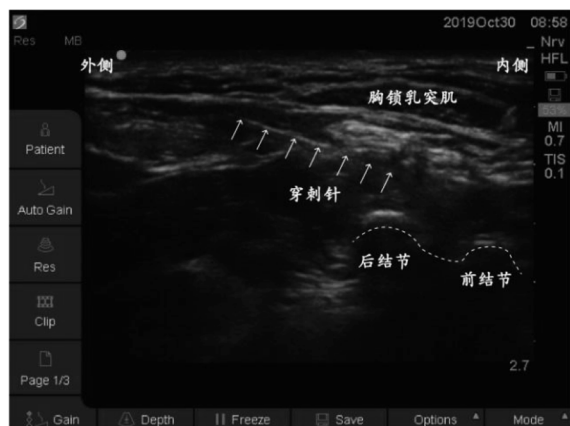 2019Oct30 08:58
Res MB
Nrv
HFL
外侧
内侧
胸锁乳突肌
MI
0.7
TIS
0.1
Patient
Auto Gain
Res
Clip
Page 1/3
穿刺针
后结节
前结节
2.7
Gain Depth Freeze Save Options Mode